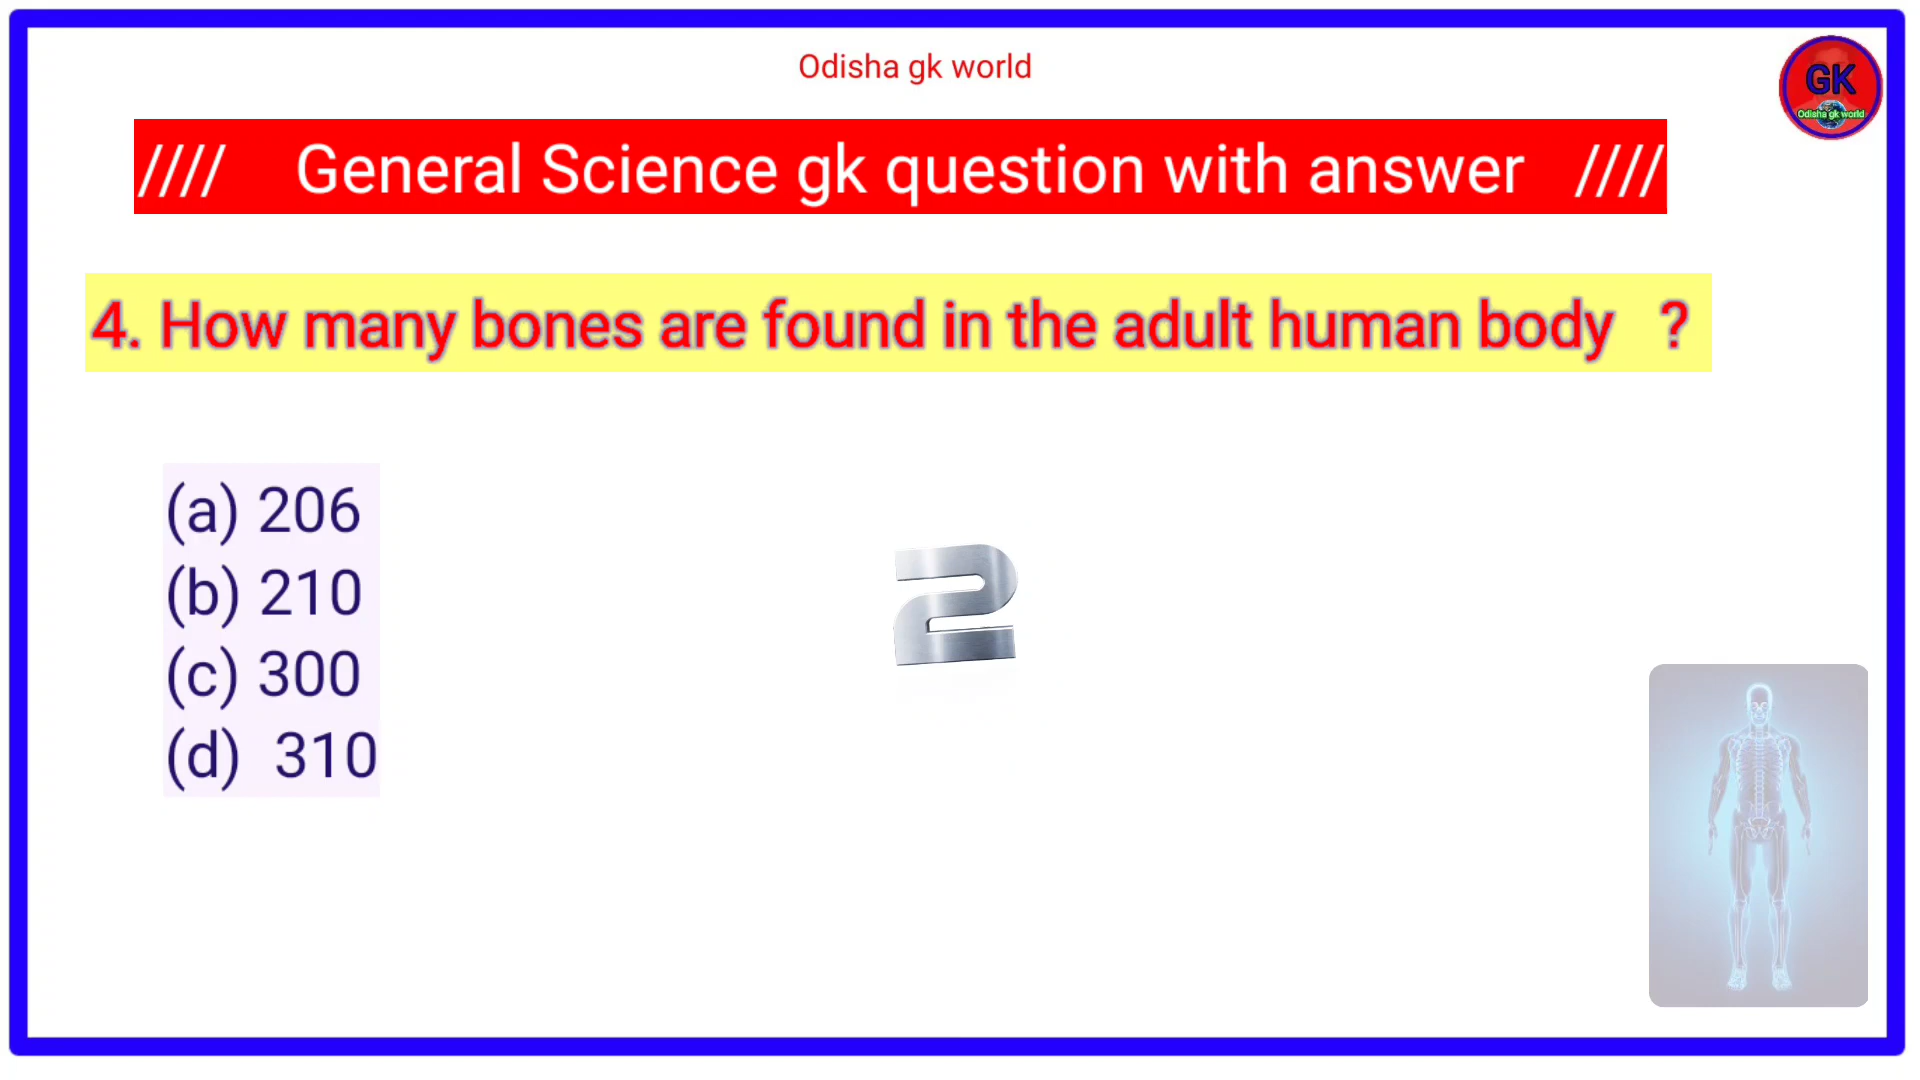 Odisha gk world
GK
Odisha gk world
//// General Science gk question with answer ////
4. How many bones are found in the adult human body ?
(a) 206
(b) 210
(c) 300
(d) 310
2